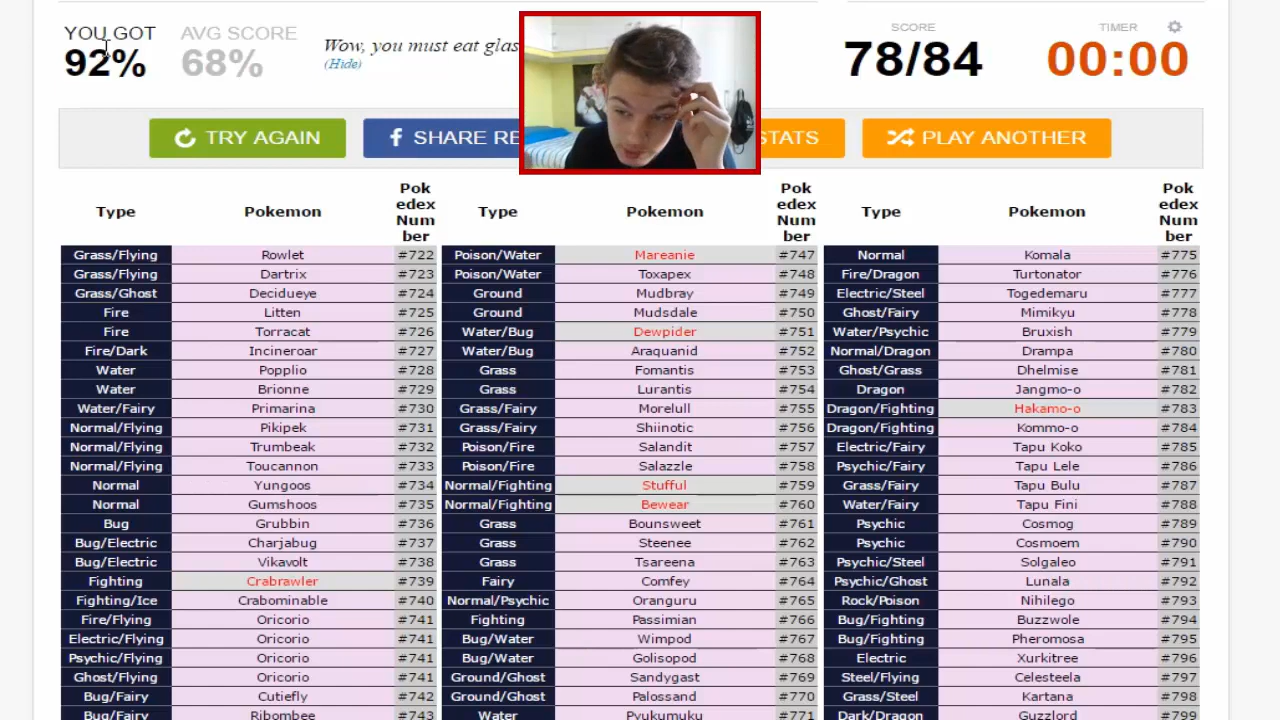 YOU GOT
92%
AVG SCORE
68%
Wow, you must eat glas
(Hide)
SCORE
78/84
TIMER
00:00
TRY AGAIN
SHARE RE
STATS
PLAY ANOTHER
Type Pokemon Pok edex Num ber Type Pokemon Pok edex Num ber Type Pokemon Pok edex Num ber
Grass/Flying Rowlet #722 Poison/Water Mareanie #747 Normal Komala #775
Grass/Flying Dartrix #723 Poison/Water Toxapex #748 Fire/Dragon Turtonator #776
Grass/Ghost Decidueye #724 Ground Mudbray #749 Electric/Steel Togedemaru #777
Fire Litten #725 Ground Mudsdale #750 Ghost/Fairy Mimikyu #778
Fire Torracat #726 Water/Bug Dewpider #751 Water/Psychic Bruxish #779
Fire/Dark Incineroar #727 Water/Bug Araquanid #752 Normal/Dragon Drampa #780
Water Popplio #728 Grass Fomantis #753 Ghost/Grass Dhelmise #781
Water Brionne #729 Grass Lurantis #754 Dragon Jangmo-o #782
Water/Fairy Primarina #730 Grass/Fairy Morelull #755 Dragon/Fighting Hakamo-o #783
Normal/Flying Pikipek #731 Grass/Fairy Shiinotic #756 Dragon/Fighting Kommo-o #784
Normal/Flying Trumbeak #732 Poison/Fire Salandit #757 Electric/Fairy Tapu Koko #785
Normal/Flying Toucannon #733 Poison/Fire Salazzle #758 Psychic/Fairy Tapu Lele #786
Normal Yungoos #734 Normal/Fighting Stufful #759 Grass/Fairy Tapu Bulu #787
Normal Gumshoos #735 Normal/Fighting Bewear #760 Water/Fairy Tapu Fini #788
Bug Grubbin #736 Grass Bounsweet #761 Psychic Cosmog #789
Bug/Electric Charjabug #737 Grass Steenee #762 Psychic Cosmoem #790
Bug/Electric Vikavolt #738 Grass Tsareena #763 Psychic/Steel Solgaleo #791
Fighting Crabrawler #739 Fairy Comfey #764 Psychic/Ghost Lunala #792
Fighting/Ice Crabominable #740 Normal/Psychic Oranguru #765 Rock/Poison Nihilego #793
Fire/Flying Oricorio #741 Fighting Passimian #766 Bug/Fighting Buzzwole #794
Electric/Flying Oricorio #741 Bug/Water Wimpod #767 Bug/Fighting Pheromosa #795
Psychic/Flying Oricorio #741 Bug/Water Golisopod #768 Electric Xurkitree #796
Ghost/Flying Oricorio #741 Ground/Ghost Sandygast #769 Steel/Flying Celesteela #797
Bug/Fairy Cutiefly #742 Ground/Ghost Palossand #770 Grass/Steel Kartana #798
Bug/Fairy Ribombee #743 Water Pyukumuku #771 Dark/Dragon Guzzlord #799